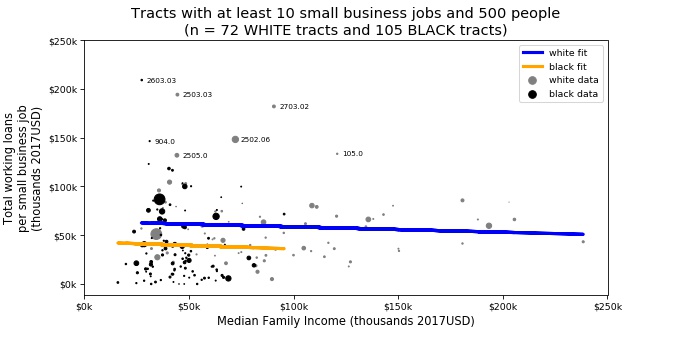 Tracts with at least 10 small business jobs and 500 people
(n = 72 WHITE tracts and 105 BLACK tracts)
Total working loans
per small business job
(thousands 2017USD)
$250k
$200k
$150k
$100k
$50k
$0k
white fit
black fit
white data
black data
2603.03
2503.03
2703.02
904.0
2502.06
2505.0
105.0
$0k
$50k
$100k
$150k
$200k
$250k
Median Family Income (thousands 2017USD)